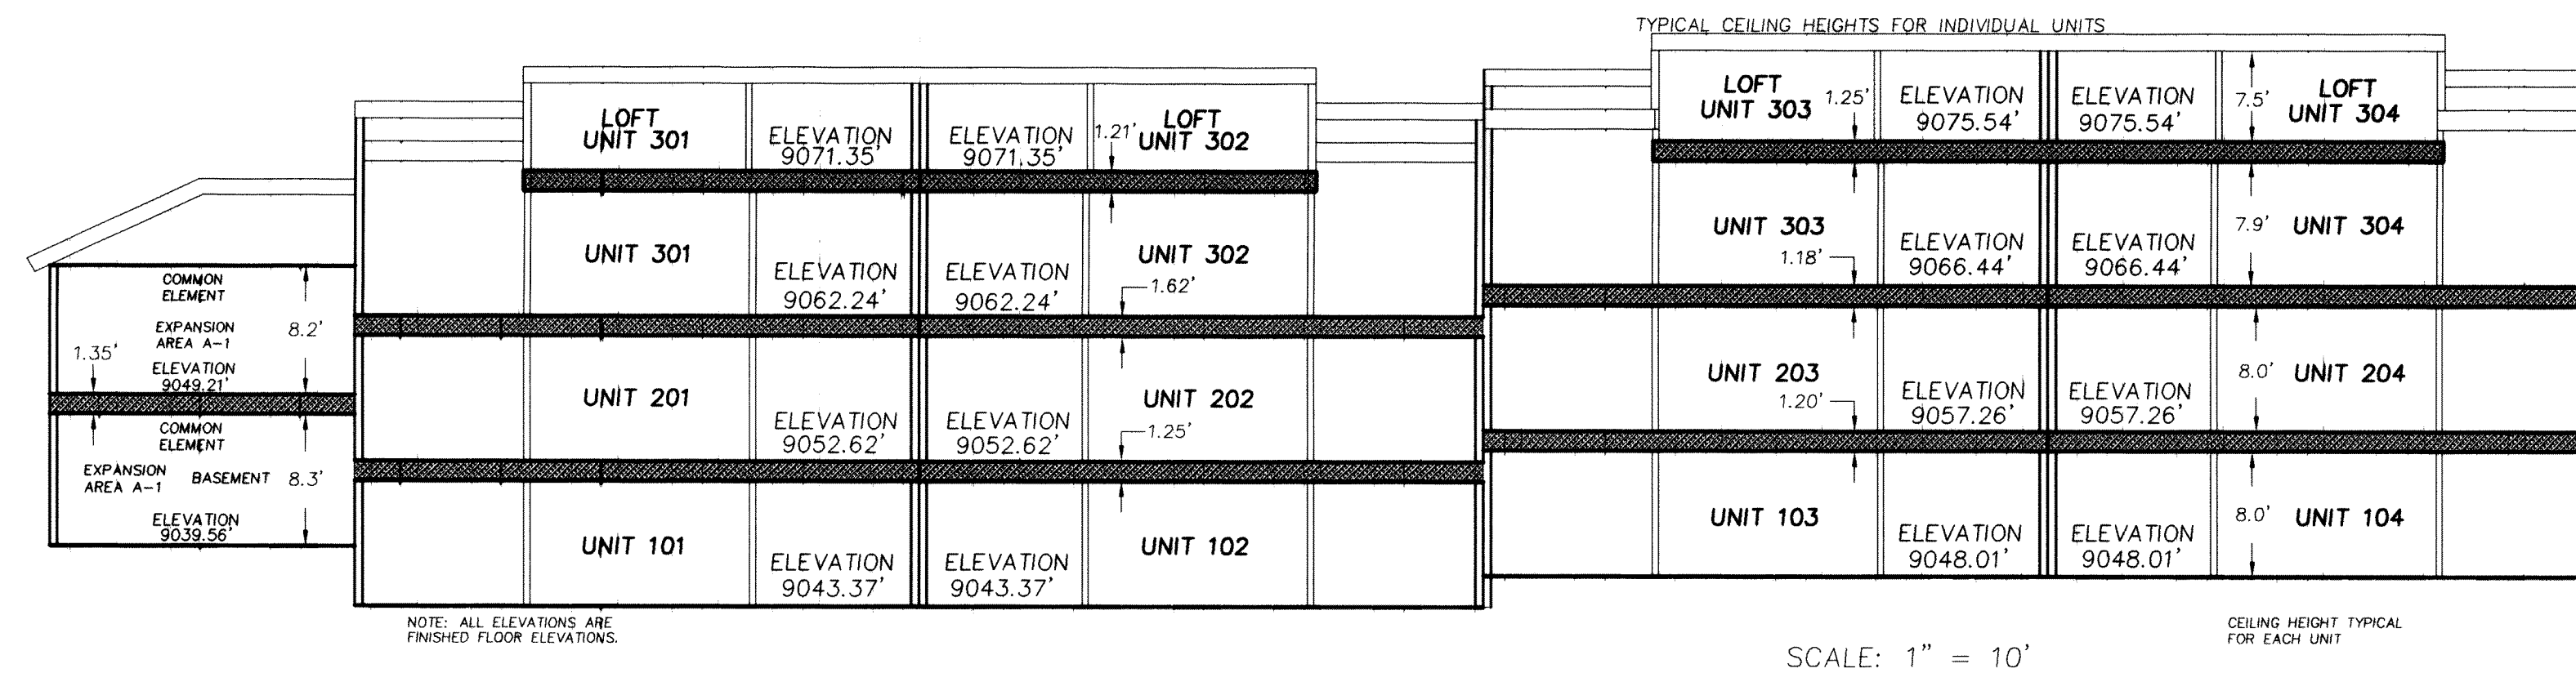 TYPICAL CEILING HEIGHTS FOR INDIVIDUAL UNITS
LOFT
UNIT 301
ELEVATION
9071.35'
ELEVATION
9071.35'
1.21'
LOFT
UNIT 302
LOFT
UNIT 303
1.25'
ELEVATION
9075.54'
ELEVATION
9075.54'
7.5'
LOFT
UNIT 304
UNIT 301
ELEVATION
9062.24'
ELEVATION
9062.24'
UNIT 302
1.62'
UNIT 303
1.18'
ELEVATION
9066.44'
ELEVATION
9066.44'
7.9'
UNIT 304
COMMON
ELEMENT
EXPANSION
AREA A-1
8.2'
1.35'
ELEVATION
9049.21'
UNIT 201
ELEVATION
9052.62'
ELEVATION
9052.62'
UNIT 202
1.25'
UNIT 203
1.20'
ELEVATION
9057.26'
ELEVATION
9057.26'
8.0'
UNIT 204
COMMON
ELEMENT
EXPANSION
AREA A-1
BASEMENT
8.3'
ELEVATION
9039.56'
UNIT 101
ELEVATION
9043.37'
ELEVATION
9043.37'
UNIT 102
UNIT 103
ELEVATION
9048.01'
ELEVATION
9048.01'
8.0'
UNIT 104
NOTE: ALL ELEVATIONS ARE
FINISHED FLOOR ELEVATIONS.
CEILING HEIGHT TYPICAL
FOR EACH UNIT
SCALE: 1" = 10'